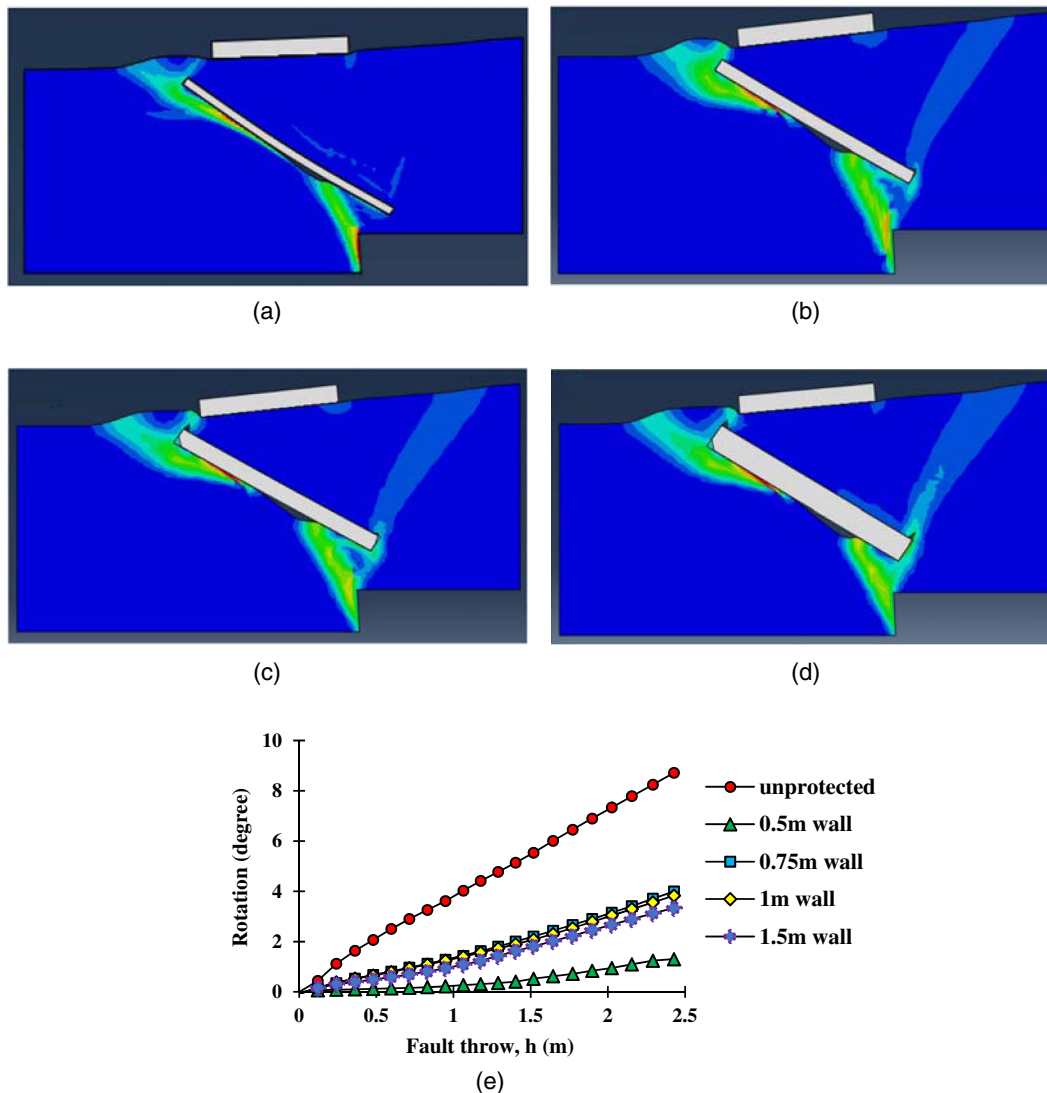 (a)
(b)
(c)
(d)
10
8
6
4
2
0
Rotation (degree)
0 0.5 1 1.5 2 2.5
Fault throw, h (m)
unprotected
0.5m wall
0.75m wall
1m wall
1.5m wall
(e)